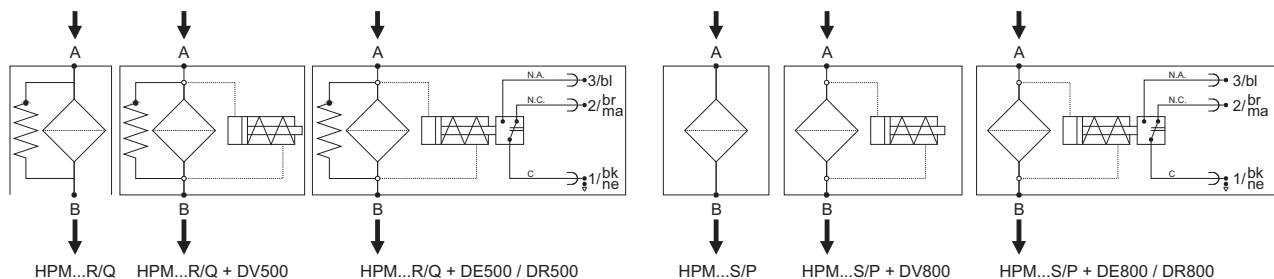 A A A A A A
N.A. 3/bl N.A. 3/bl
N.C. 2/ br ma N.C. 2/ br ma
C 1/ bk ne C 1/ bk ne
B B B B B B
HPM...R/Q HPM...R/Q + DV500 HPM...R/Q + DE500 / DR500 HPM...S/P HPM...S/P + DV800 HPM...S/P + DE800 / DR800